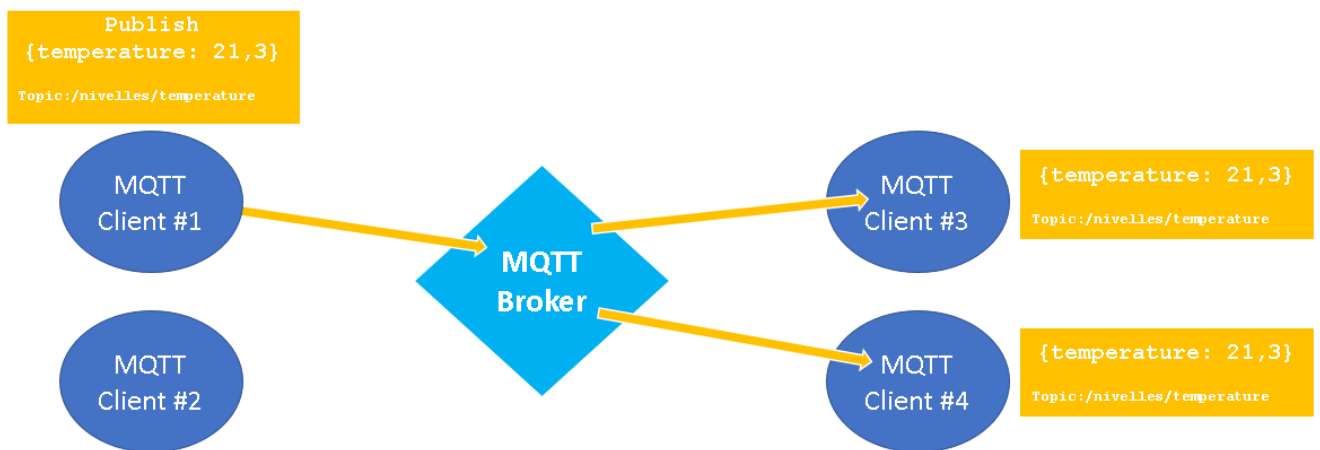 Publish
{temperature: 21,3}
Topic:/nivelles/temperature
MQTT
Client #1
MQTT
Client #2
MQTT
Broker
MQTT
Client #3
{temperature: 21,3}
Topic:/nivelles/temperature
MQTT
Client #4
{temperature: 21,3}
Topic:/nivelles/temperature